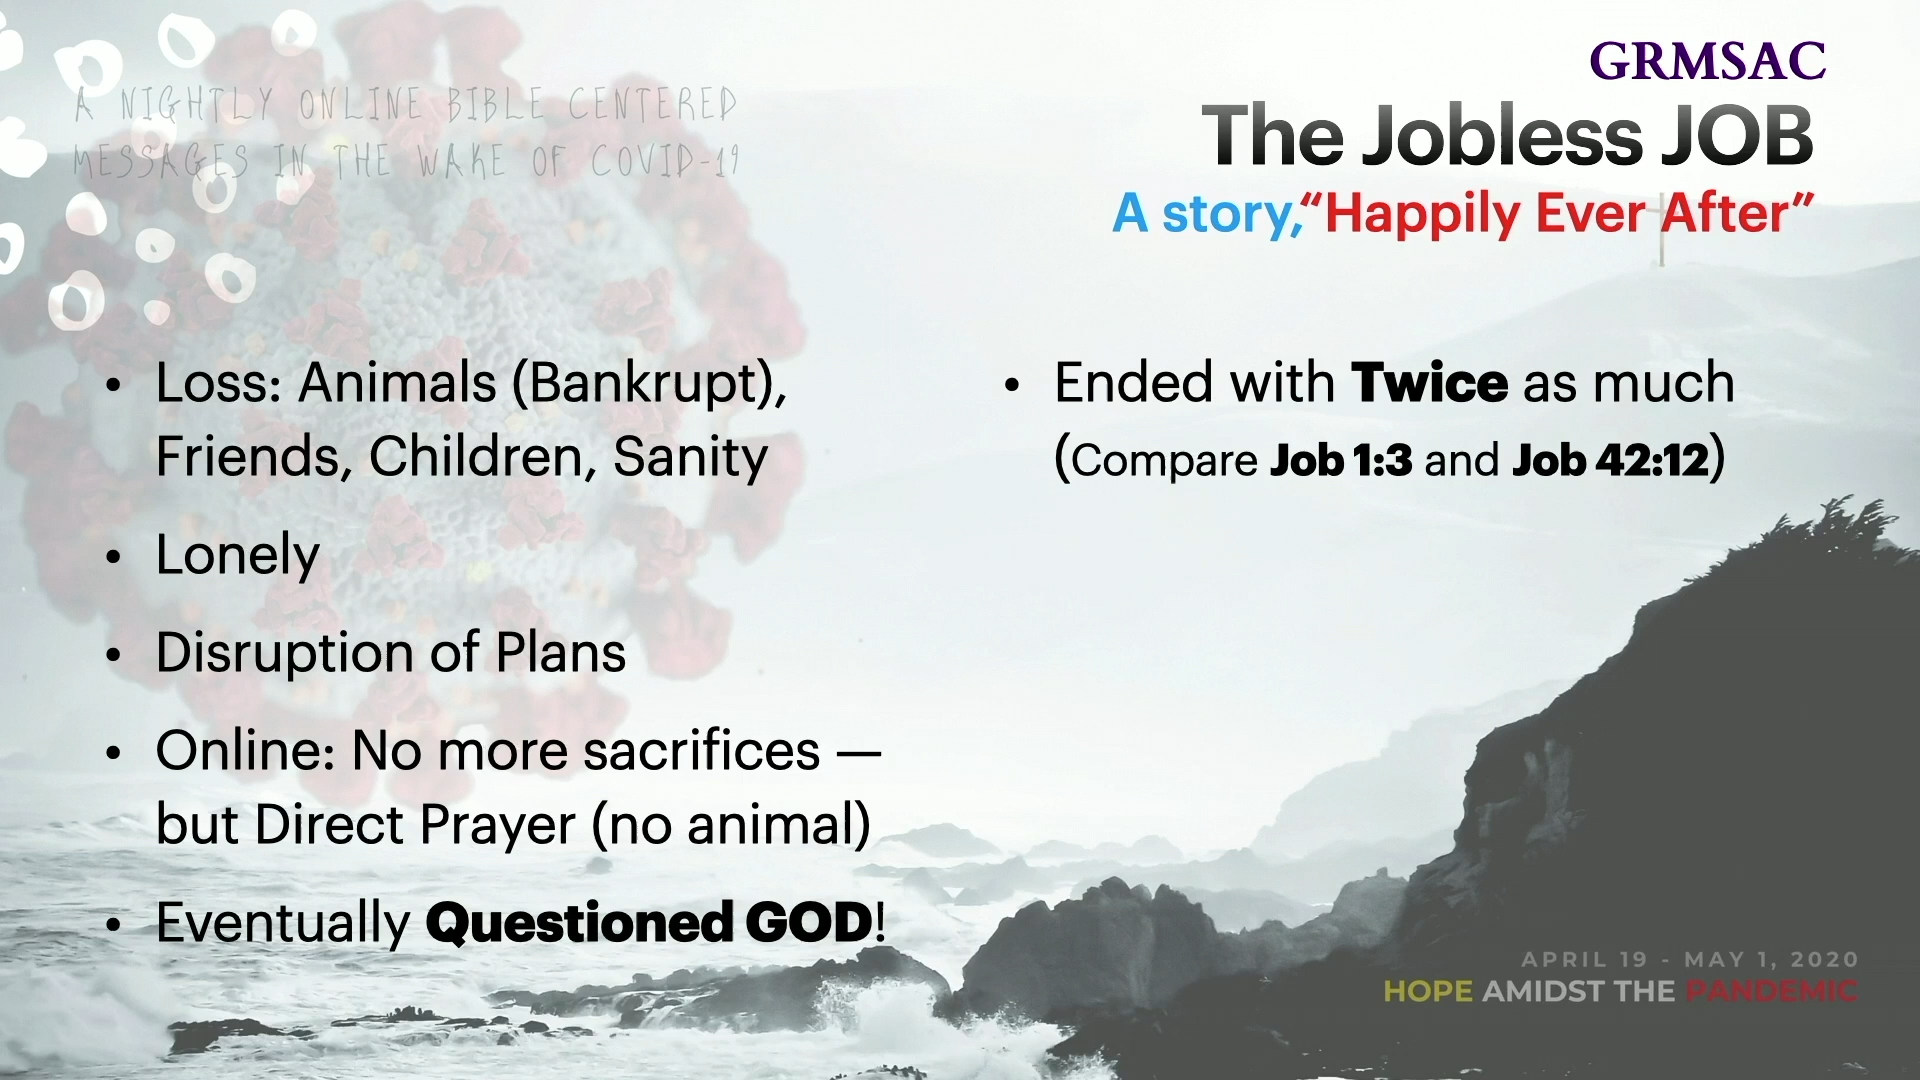 A NIGHTLY ONLINE BIBLE CENTERED
MESSAGES IN THE WAKE OF COVID-19
GRMSAC
The Jobless JOB
A story,“Happily Ever After”
• Loss: Animals (Bankrupt),
Friends, Children, Sanity
• Lonely
• Disruption of Plans
• Online: No more sacrifices —
but Direct Prayer (no animal)
• Eventually Questioned GOD!
• Ended with Twice as much
(Compare Job 1:3 and Job 42:12)
APRIL 19 - MAY 1, 2020
HOPE AMIDST THE PANDEMIC